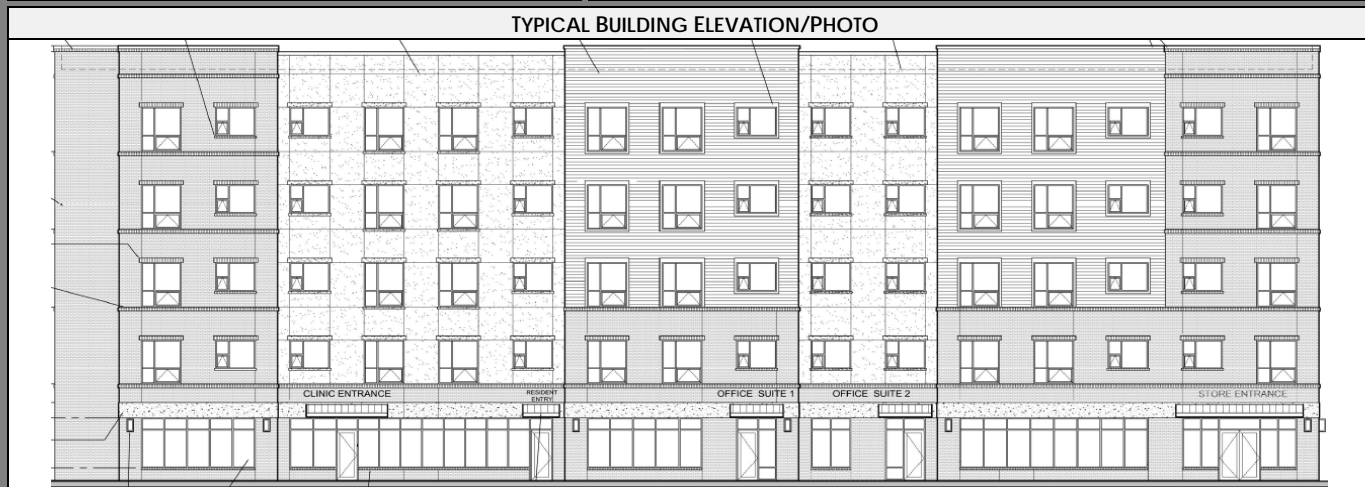 TYPICAL BUILDING ELEVATION/PHOTO
CLINIC ENTRANCE
RESIDENT
ENTRY
OFFICE SUITE 1
OFFICE SUITE 2
STORE ENTRANCE